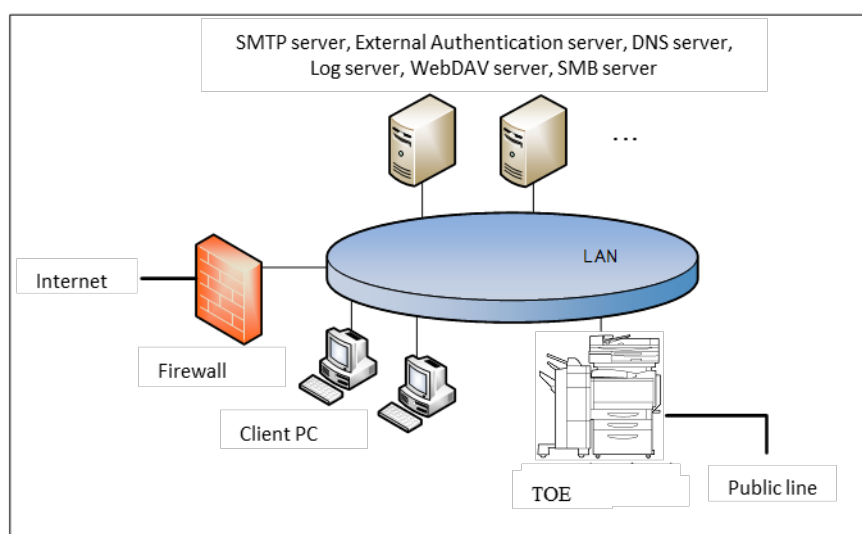 SMTP server, External Authentication server, DNS server,
Log server, WebDAV server, SMB server
...
LAN
Internet
Firewall
Client PC
TOE
Public line